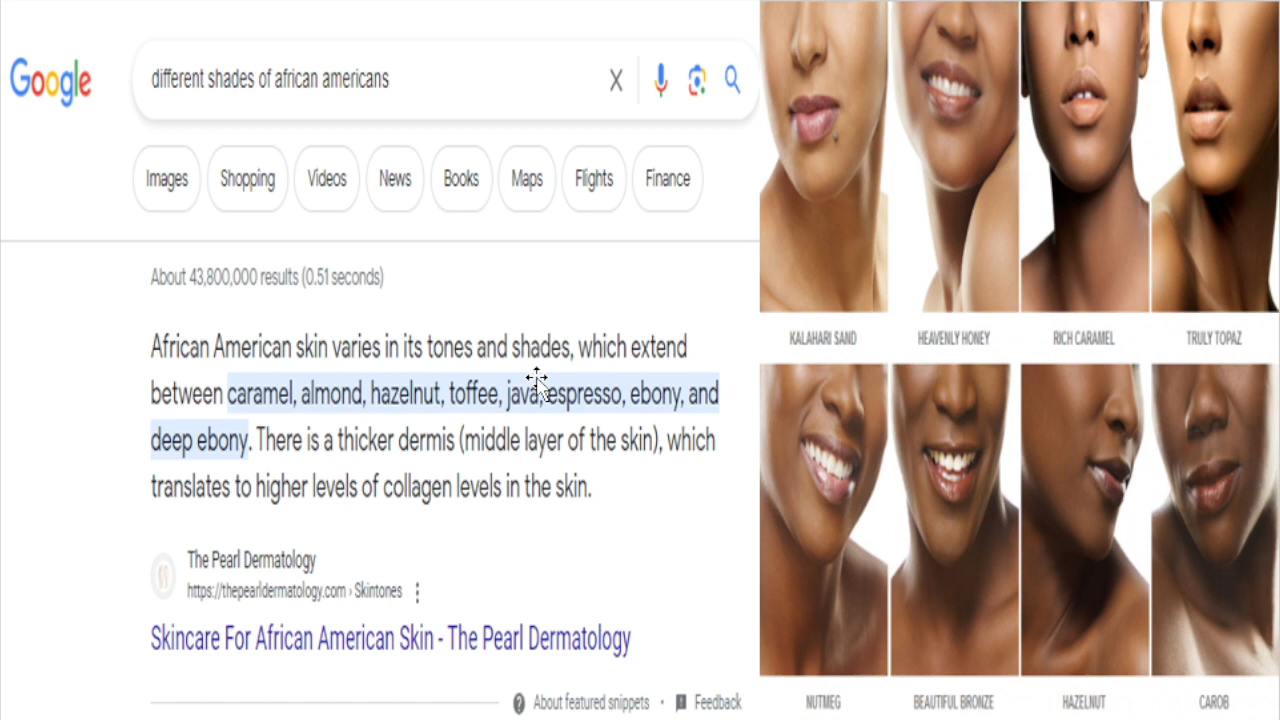 Google
different shades of african americans
Images Shopping Videos News Books Maps Flights Finance
About 43,800,000 results (0.51 seconds)
African American skin varies in its tones and shades, which extend
between caramel, almond, hazelnut, toffee, java, espresso, ebony, and
deep ebony. There is a thicker dermis (middle layer of the skin), which
translates to higher levels of collagen levels in the skin.
The Pearl Dermatology
https://thepearldermatology.com › Skintones
Skincare For African American Skin - The Pearl Dermatology
About featured snippets • Feedback
KALAHARI SAND HEAVENLY HONEY RICH CARAMEL TRULY TOPAZ
NUTMEG BEAUTIFUL BRONZE HAZELNUT CAROB